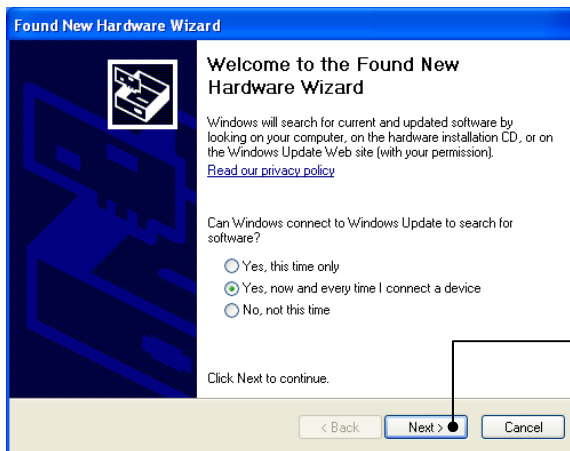 Found New Hardware Wizard
Welcome to the Found New
Hardware Wizard
Windows will search for current and updated software by
looking on your computer, on the hardware installation CD, or on
the Windows Update Web site (with your permission).
Read our privacy policy
Can Windows connect to Windows Update to search for
software?
Yes, this time only
Yes, now and every time I connect a device
No, not this time
Click Next to continue.
< Back Next > Cancel